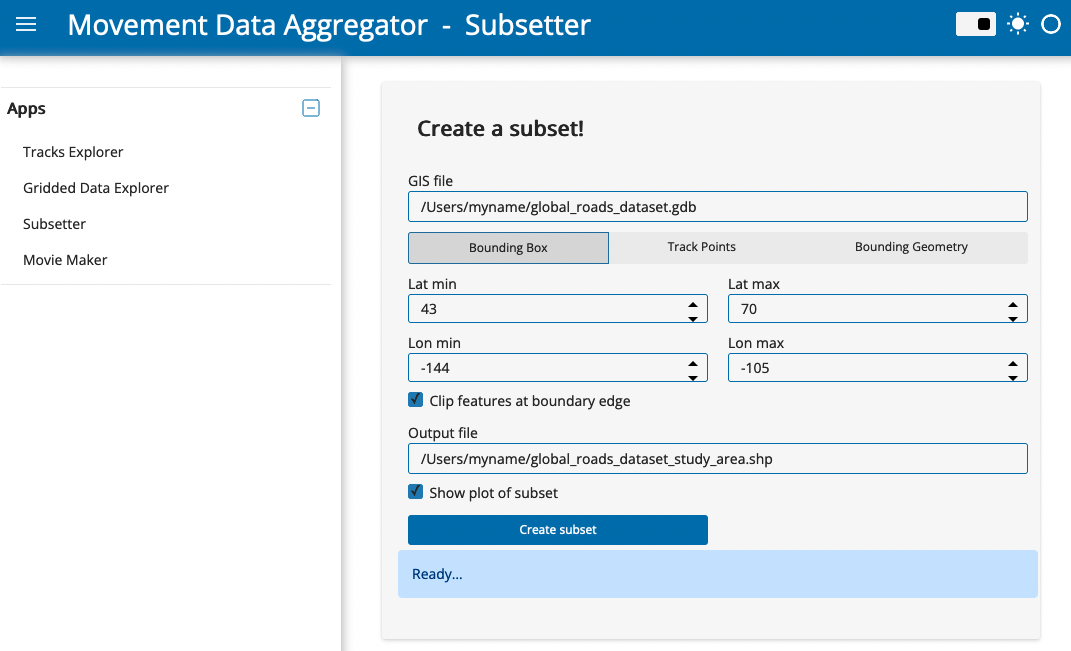 Movement Data Aggregator - Subsetter
Apps
Tracks Explorer
Gridded Data Explorer
Subsetter
Movie Maker
Create a subset!
GIS file
/Users/myname/global_roads_dataset.gdb
Bounding Box Track Points Bounding Geometry
Lat min Lat max
43 70
Lon min Lon max
-144 -105
Clip features at boundary edge
Output file
/Users/myname/global_roads_dataset_study_area.shp
Show plot of subset
Create subset
Ready...